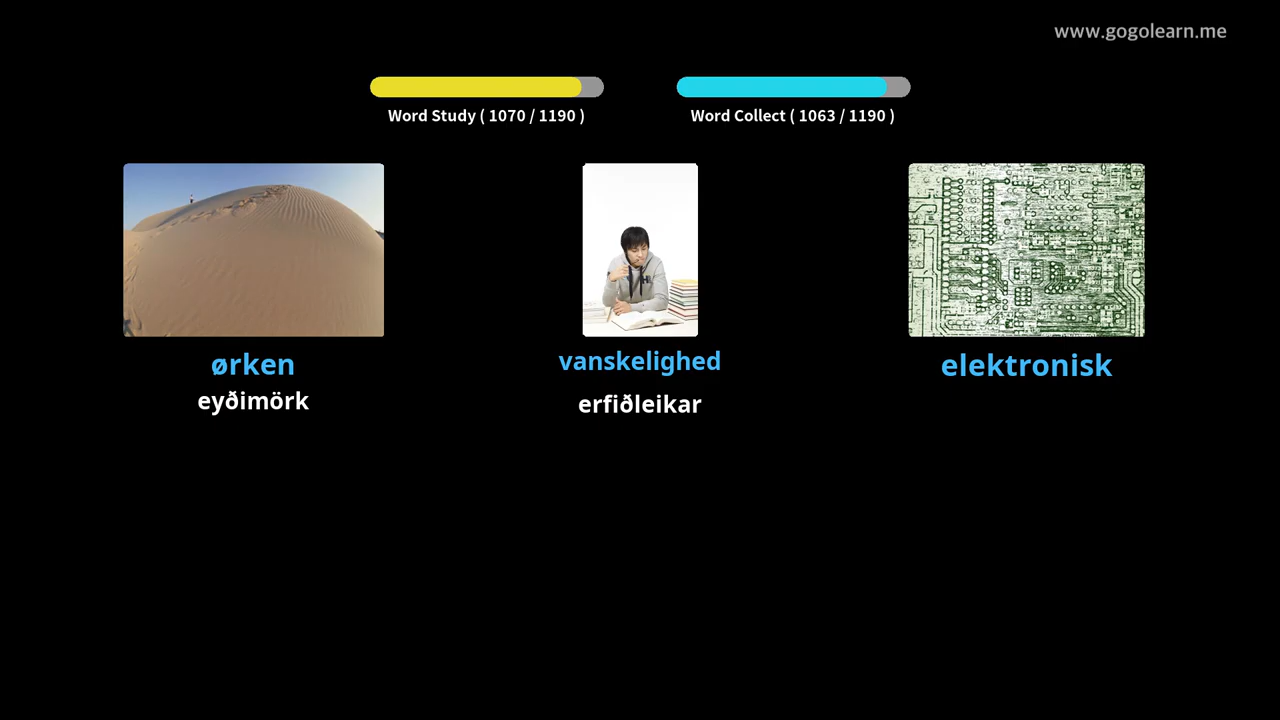 www.gogolearn.me
Word Study ( 1070 / 1190 )
Word Collect ( 1063 / 1190 )
ørken
eyðimörk
vanskelighed
erfiðleikar
elektronisk